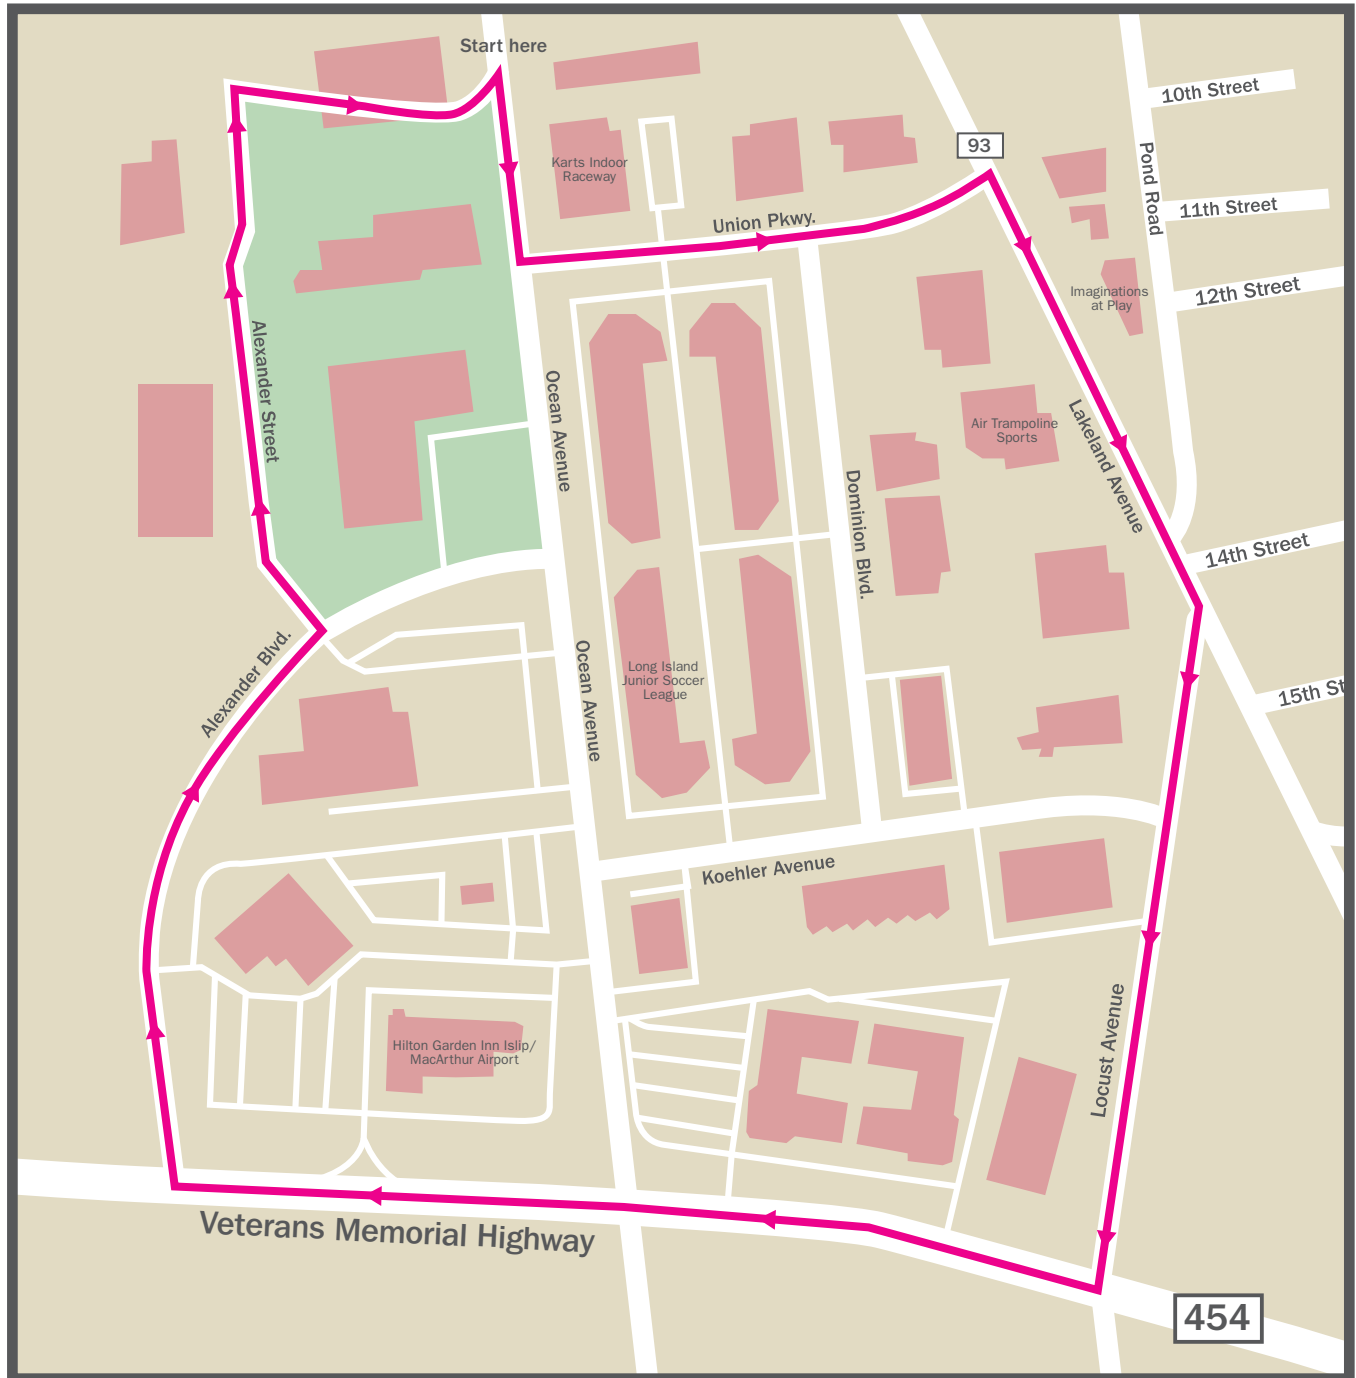 Start here
10th Street
93
Karts Indoor
Raceway
Pond Road
11th Street
Union Pkwy.
12th Street
Imaginations
at Play
Alexander Street
Ocean Avenue
Air Trampoline
Sports
Lakeland Avenue
Dominion Blvd.
14th Street
Alexander Blvd.
Ocean Avenue
Long Island
Junior Soccer
League
15th St
Koehler Avenue
Hilton Garden Inn Islip/
MacArthur Airport
Locust Avenue
Veterans Memorial Highway
454